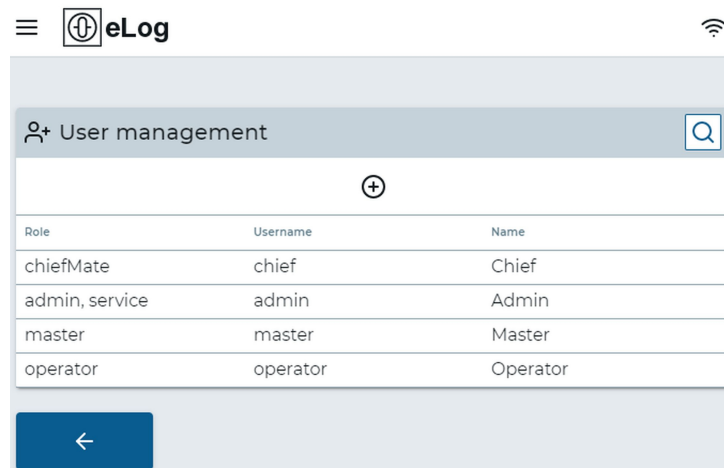 eLog
User management
Role Username Name
chiefMate chief Chief
admin, service admin Admin
master master Master
operator operator Operator